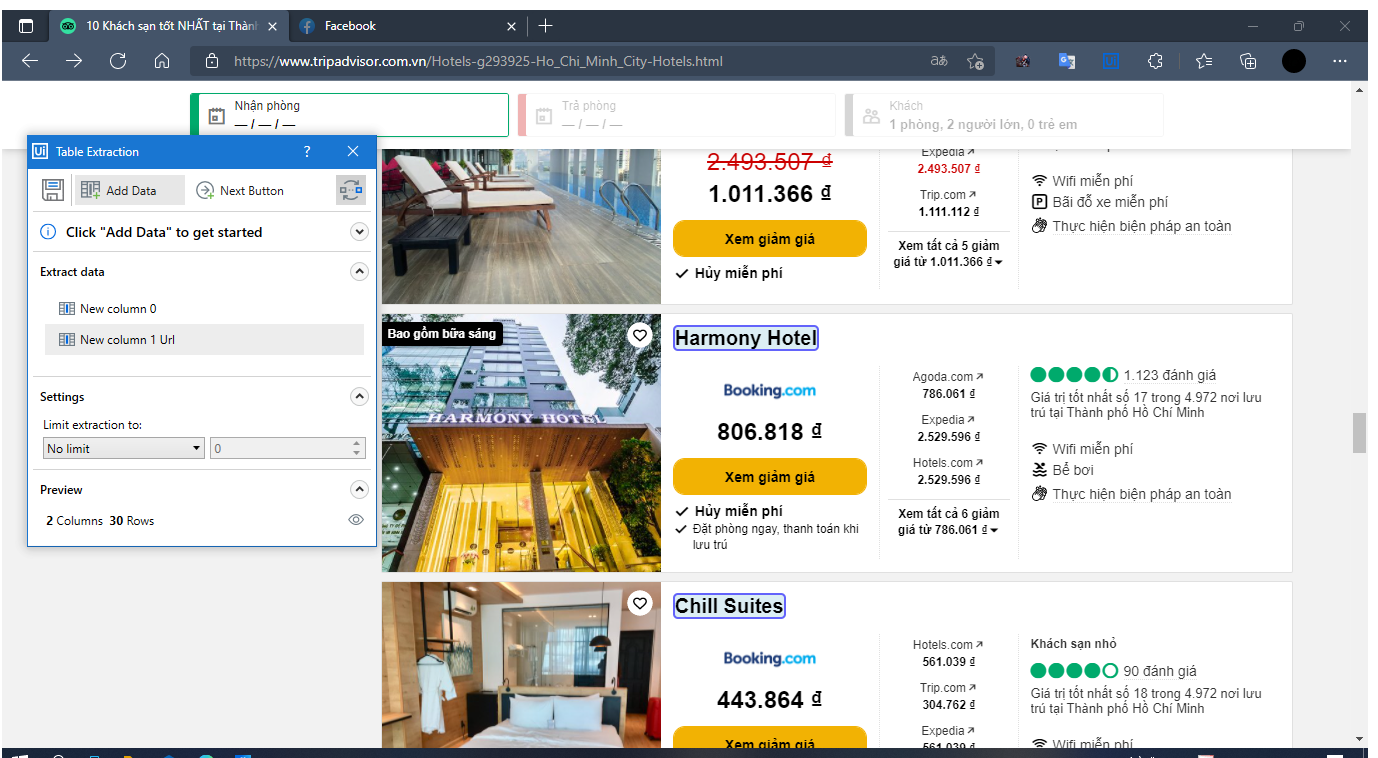 10 Khách sạn tốt NHẤT tại Thành
Facebook
https://www.tripadvisor.com.vn/Hotels-g293925-Ho_Chi_Minh_City-Hotels.html
Nhận phòng
— / — / —
Trả phòng
— / — / —
Khách
1 phòng, 2 người lớn, 0 trẻ em
Ui Table Extraction ?
Add Data
Next Button
Click "Add Data" to get started
Extract data
New column 0
New column 1 Url
Settings
Limit extraction to:
No limit
0
Preview
2 Columns 30 Rows
2.493.507 ₫
1.011.366 ₫
Xem giảm giá
Hủy miễn phí
Expedia
2.493.507 ₫
Trip.com
1.111.112 ₫
Xem tất cả 5 giảm
giá từ 1.011.366 ₫
Wifi miễn phí
Bãi đỗ xe miễn phí
Thực hiện biện pháp an toàn
Bao gồm bữa sáng
HARMONY HOTEL
Harmony Hotel
Booking.com
806.818 ₫
Xem giảm giá
Hủy miễn phí
Đặt phòng ngay, thanh toán khi
lưu trú
Agoda.com
786.061 ₫
Expedia
2.529.596 ₫
Hotels.com
2.529.596 ₫
Xem tất cả 6 giảm
giá từ 786.061 ₫
1.123 đánh giá
Giá trị tốt nhất số 17 trong 4.972 nơi lưu
trú tại Thành phố Hồ Chí Minh
Wifi miễn phí
Bể bơi
Thực hiện biện pháp an toàn
Chill Suites
Booking.com
443.864 ₫
Xem giảm giá
Hotels.com
561.039 ₫
Trip.com
304.762 ₫
Expedia
561.039 ₫
Khách sạn nhỏ
90 đánh giá
Giá trị tốt nhất số 18 trong 4.972 nơi lưu
trú tại Thành phố Hồ Chí Minh
Wifi miễn phí